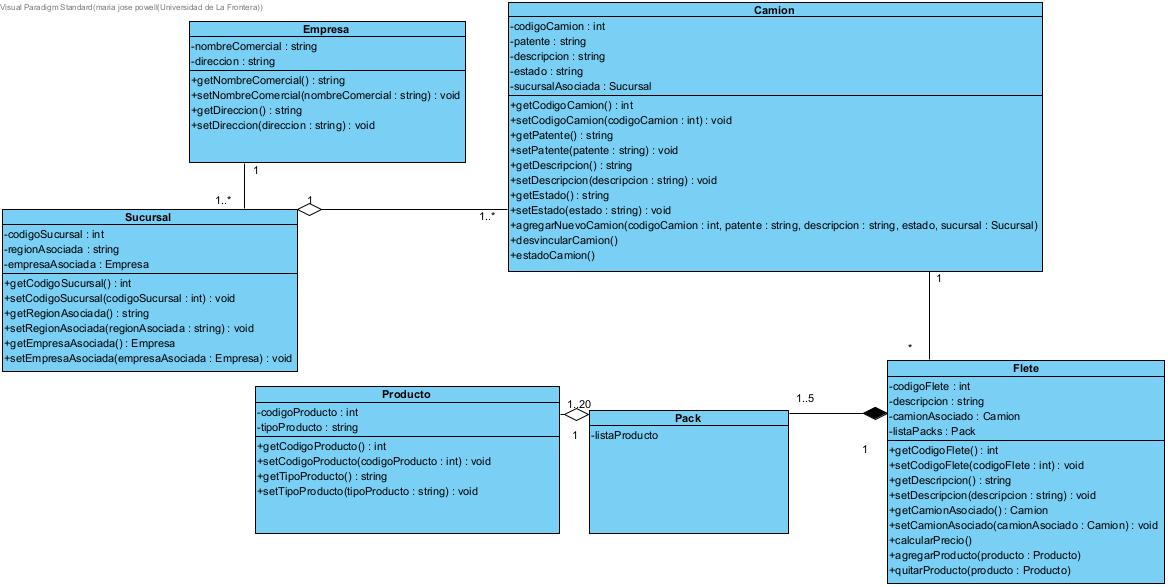 Visual Paradigm Standard(maria jose powell(Universidad de La Frontera))
Empresa
-nombreComercial : string
-direccion : string
+getNombreComercial() : string
+setNombreComercial(nombreComercial : string) : void
+getDireccion() : string
+setDireccion(direccion : string) : void
Camion
-codigoCamion : int
-patente : string
-descripcion : string
-estado : string
-sucursalAsociada : Sucursal
+getCodigoCamion() : int
+setCodigoCamion(codigoCamion : int) : void
+getPatente() : string
+setPatente(patente : string) : void
+getDescripcion() : string
+setDescripcion(descripcion : string) : void
+getEstado() : string
+setEstado(estado : string) : void
+agregarNuevoCamion(codigoCamion : int, patente : string, descripcion : string, estado, sucursal : Sucursal)
+desvincularCamion()
+estadoCamion()
1
1..*
1
1..*
Sucursal
-codigoSucursal : int
-regionAsociada : string
-empresaAsociada : Empresa
+getCodigoSucursal() : int
+setCodigoSucursal(codigoSucursal : int) : void
+getRegionAsociada() : string
+setRegionAsociada(regionAsociada : string) : void
+getEmpresaAsociada() : Empresa
+setEmpresaAsociada(empresaAsociada : Empresa) : void
1
*
Producto
-codigoProducto : int
-tipoProducto : string
+getCodigoProducto() : int
+setCodigoProducto(codigoProducto : int) : void
+getTipoProducto() : string
+setTipoProducto(tipoProducto : string) : void
1..20
1
Pack
-listaProducto
1..5
1
Flete
-codigoFlete : int
-descripcion : string
-camionAsociado : Camion
-listaPacks : Pack
+getCodigoFlete() : int
+setCodigoFlete(codigoFlete : int) : void
+getDescripcion() : string
+setDescripcion(descripcion : string) : void
+getCamionAsociado() : Camion
+setCamionAsociado(camionAsociado : Camion) : void
+calcularPrecio()
+agregarProducto(producto : Producto)
+quitarProducto(producto : Producto)